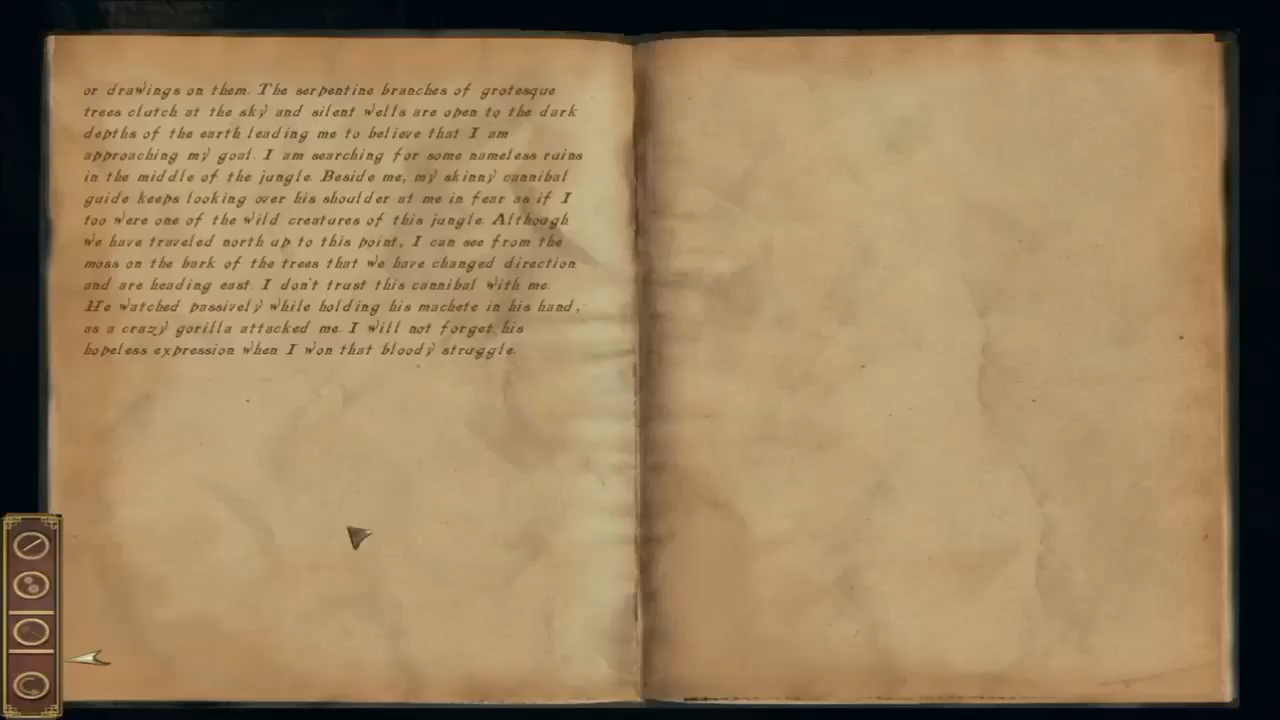 or drawings on them. The serpentine branches of grotesque
trees clutch at the sky and silent wells are open to the dark
depths of the earth leading me to believe that I am
approaching my goal. I am searching for some nameless ruins
in the middle of the jungle. Beside me, my skinny cannibal
guide keeps looking over his shoulder at me in fear as if I
too were one of the wild creatures of this jungle. Although
we have traveled north up to this point, I can see from the
moss on the bark of the trees that we have changed direction
and are heading east. I don't trust this cannibal with me.
He watched passively while holding his machete in his hand,
as a crazy gorilla attacked me. I will not forget his
hopeless expression when I won that bloody struggle.